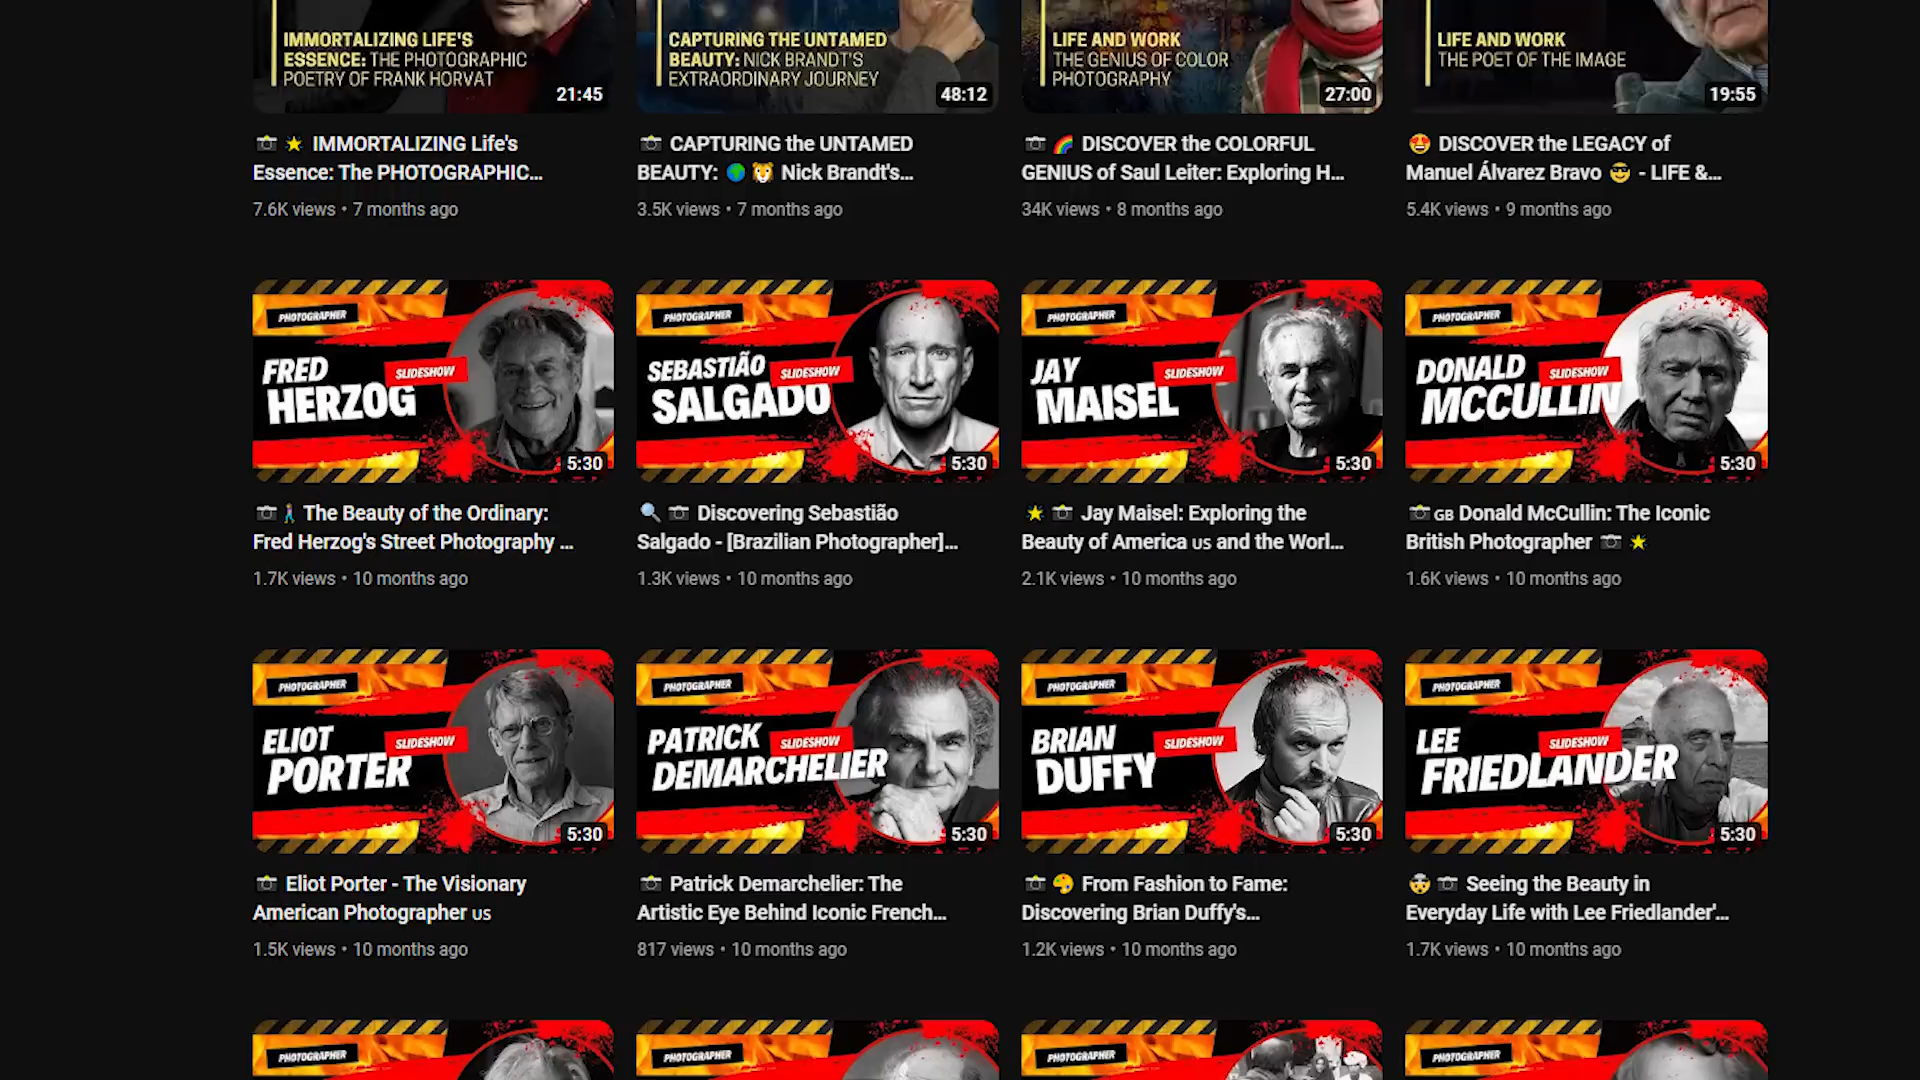 IMMORTALIZING LIFE'S
ESSENCE: THE PHOTOGRAPHIC
POETRY OF FRANK HORVAT
21:45
CAPTURING THE UNTAMED
BEAUTY: NICK BRANDT'S
EXTRAORDINARY JOURNEY
48:12
LIFE AND WORK
THE GENIUS OF COLOR
PHOTOGRAPHY
27:00
LIFE AND WORK
THE POET OF THE IMAGE
19:55
IMMORTALIZING Life's
Essence: The PHOTOGRAPHIC...
7.6K views • 7 months ago
CAPTURING the UNTAMED
BEAUTY: Nick Brandt's...
3.5K views • 7 months ago
DISCOVER the COLORFUL
GENIUS of Saul Leiter: Exploring H...
34K views • 8 months ago
DISCOVER the LEGACY of
Manuel Álvarez Bravo - LIFE &...
5.4K views • 9 months ago
PHOTOGRAPHER
FRED
SLIDESHOW
HERZOG
5:30
PHOTOGRAPHER
SEBASTIÃO
SLIDESHOW
SALGADO
5:30
PHOTOGRAPHER
JAY
SLIDESHOW
MAISEL
5:30
PHOTOGRAPHER
DONALD
SLIDESHOW
MCCULLIN
5:30
The Beauty of the Ordinary:
Fred Herzog's Street Photography ...
1.7K views • 10 months ago
Discovering Sebastião
Salgado - [Brazilian Photographer]...
1.3K views • 10 months ago
Jay Maisel: Exploring the
Beauty of America US and the Worl...
2.1K views • 10 months ago
GB Donald McCullin: The Iconic
British Photographer
1.6K views • 10 months ago
PHOTOGRAPHER
ELIOT
SLIDESHOW
PORTER
5:30
PHOTOGRAPHER
PATRICK
SLIDESHOW
DEMARCHELIER
5:30
PHOTOGRAPHER
BRIAN
SLIDESHOW
DUFFY
5:30
PHOTOGRAPHER
LEE
SLIDESHOW
FRIEDLANDER
5:30
Eliot Porter - The Visionary
American Photographer US
1.5K views • 10 months ago
Patrick Demarchelier: The
Artistic Eye Behind Iconic French...
817 views • 10 months ago
From Fashion to Fame:
Discovering Brian Duffy's...
1.2K views • 10 months ago
Seeing the Beauty in
Everyday Life with Lee Friedlander'...
1.7K views • 10 months ago
PHOTOGRAPHER
PHOTOGRAPHER
PHOTOGRAPHER
PHOTOGRAPHER